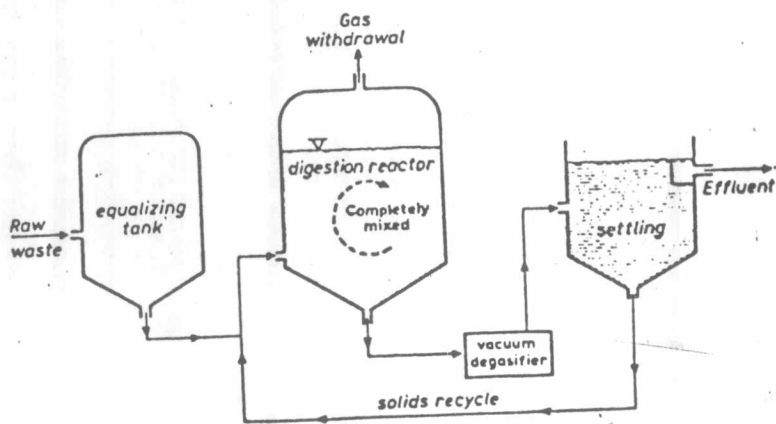 Gas
withdrawal
digestion reactor
Completely
mixed
equalizing
tank
Raw
waste
Effluent
settling
vacuum
degasifier
solids recycle